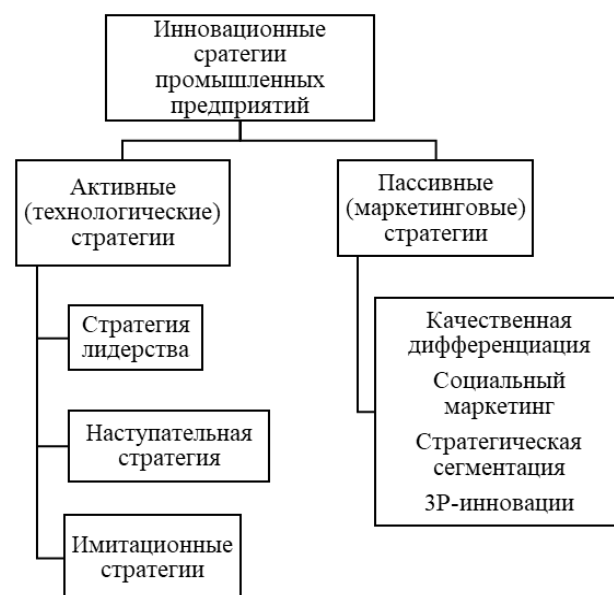 Инновационные
сратегии
промышленных
предприятий
Активные
(технологические)
стратегии
Пассивные
(маркетинговые)
стратегии
Стратегия
лидерства
Наступательная
стратегия
Имитационные
стратегии
Качественная
дифференциация
Социальный
маркетинг
Стратегическая
сегментация
3Р-инновации